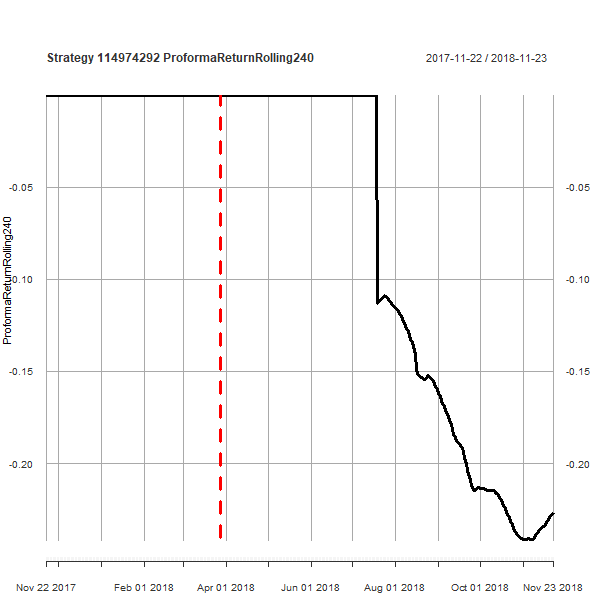 Strategy 114974292 ProformaReturnRolling240
2017-11-22 / 2018-11-23
-0.05 -0.05
-0.10 -0.10
-0.15 -0.15
-0.20 -0.20
ProformaReturnRolling240
Nov 22 2017 Feb 01 2018 Apr 01 2018 Jun 01 2018 Aug 01 2018 Oct 01 2018 Nov 23 2018